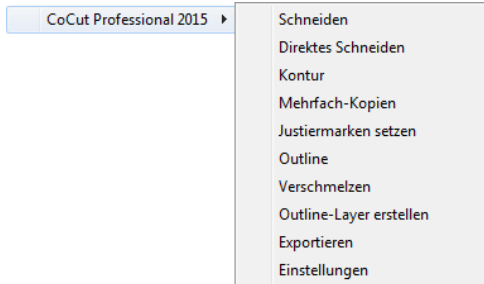 CoCut Professional 2015
Schneiden
Direktes Schneiden
Kontur
Mehrfach-Kopien
Justiermarken setzen
Outline
Verschmelzen
Outline-Layer erstellen
Exportieren
Einstellungen